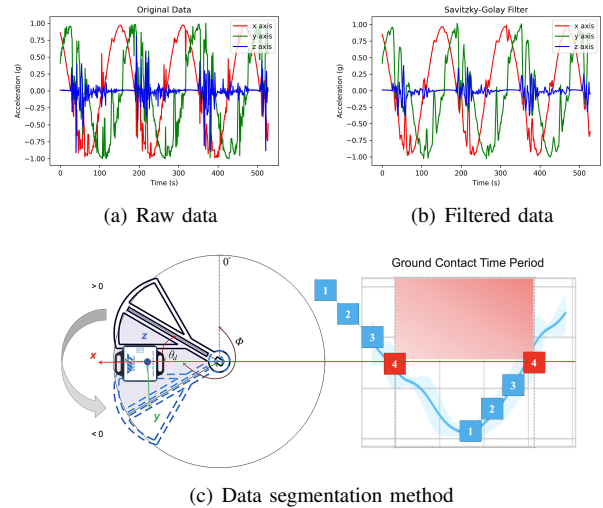 Original Data
x axis
y axis
z axis
Acceleration (g)
1.00
0.75
0.50
0.25
0.00
−0.25
−0.50
−0.75
−1.00
0 100 200 300 400 500
Time (s)
(a) Raw data
Savitzky-Golay Filter
x axis
y axis
z axis
Acceleration (g)
1.00
0.75
0.50
0.25
0.00
−0.25
−0.50
−0.75
−1.00
0 100 200 300 400 500
Time (s)
(b) Filtered data
> 0
< 0
0
Φ
θd
x
z
y
Ground Contact Time Period
1
2
3
4
4
3
2
1
(c) Data segmentation method